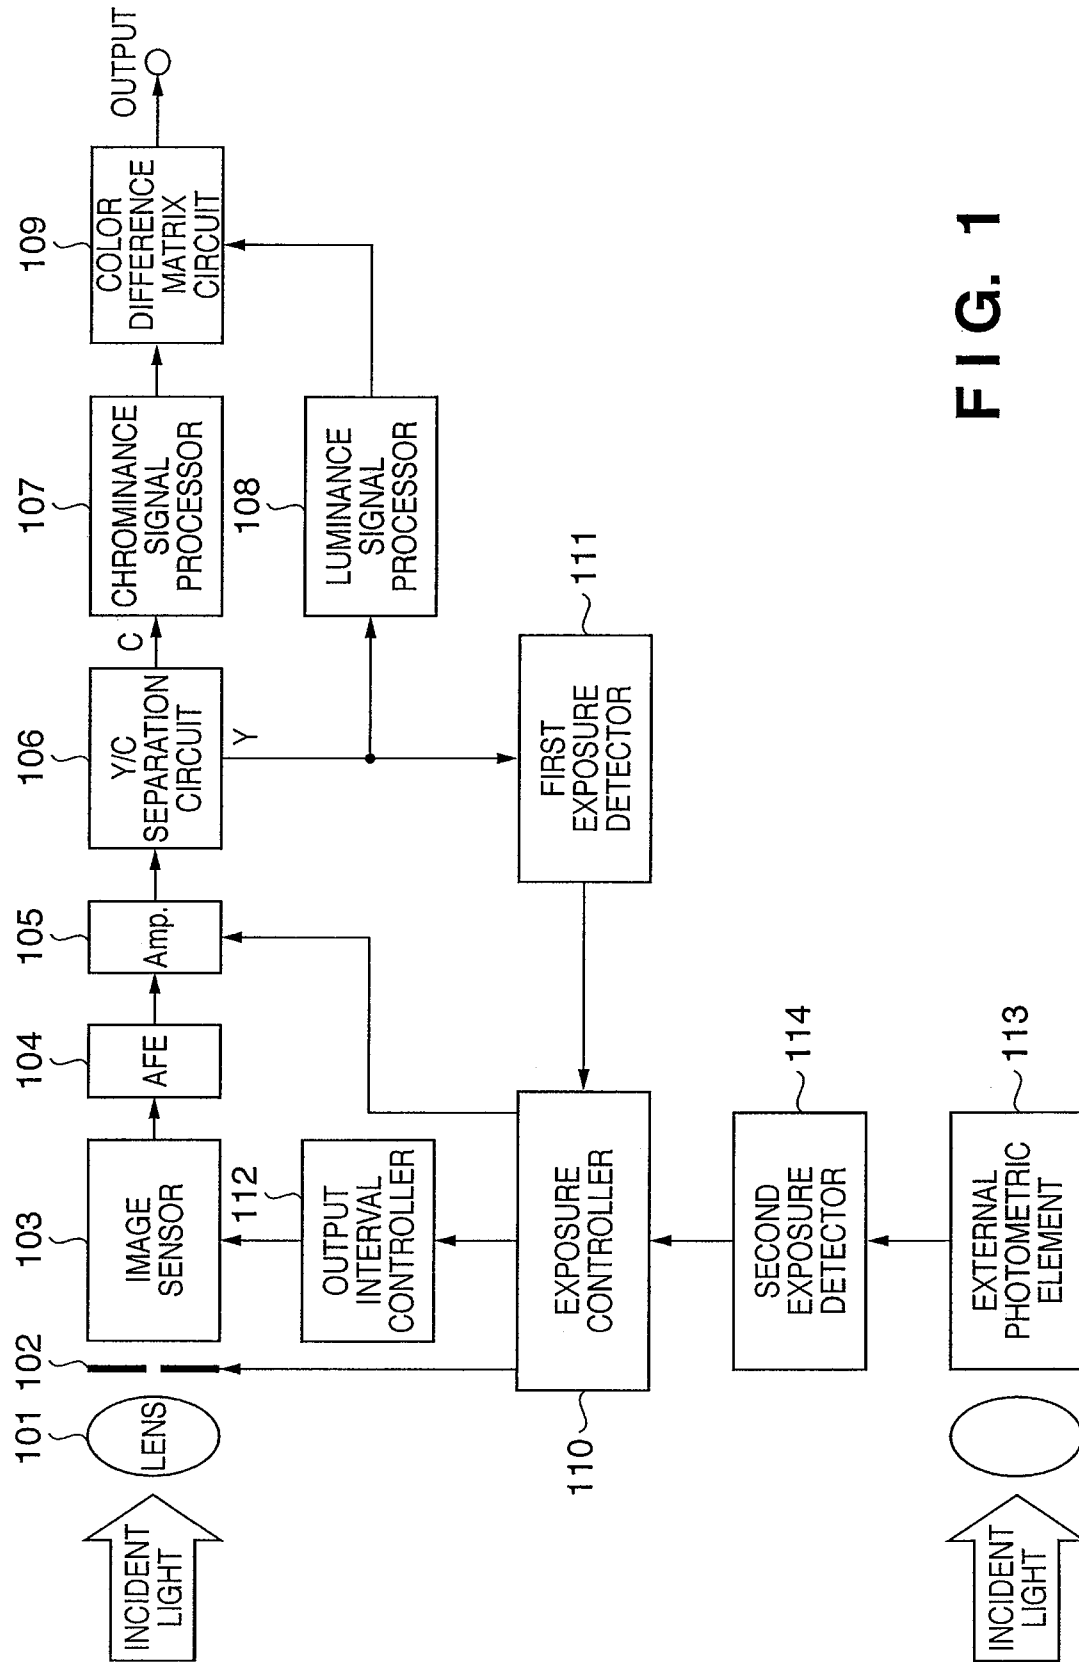 INCIDENT
LIGHT
101
LENS
102
103
IMAGE
SENSOR
104
AFE
105
Amp.
106
Y/C
SEPARATION
CIRCUIT
C
Y
107
CHROMINANCE
SIGNAL
PROCESSOR
108
LUMINANCE
SIGNAL
PROCESSOR
109
COLOR
DIFFERENCE
MATRIX
CIRCUIT
OUTPUT
112
OUTPUT
INTERVAL
CONTROLLER
110
EXPOSURE
CONTROLLER
111
FIRST
EXPOSURE
DETECTOR
114
SECOND
EXPOSURE
DETECTOR
113
EXTERNAL
PHOTOMETRIC
ELEMENT
INCIDENT
LIGHT
FIG. 1